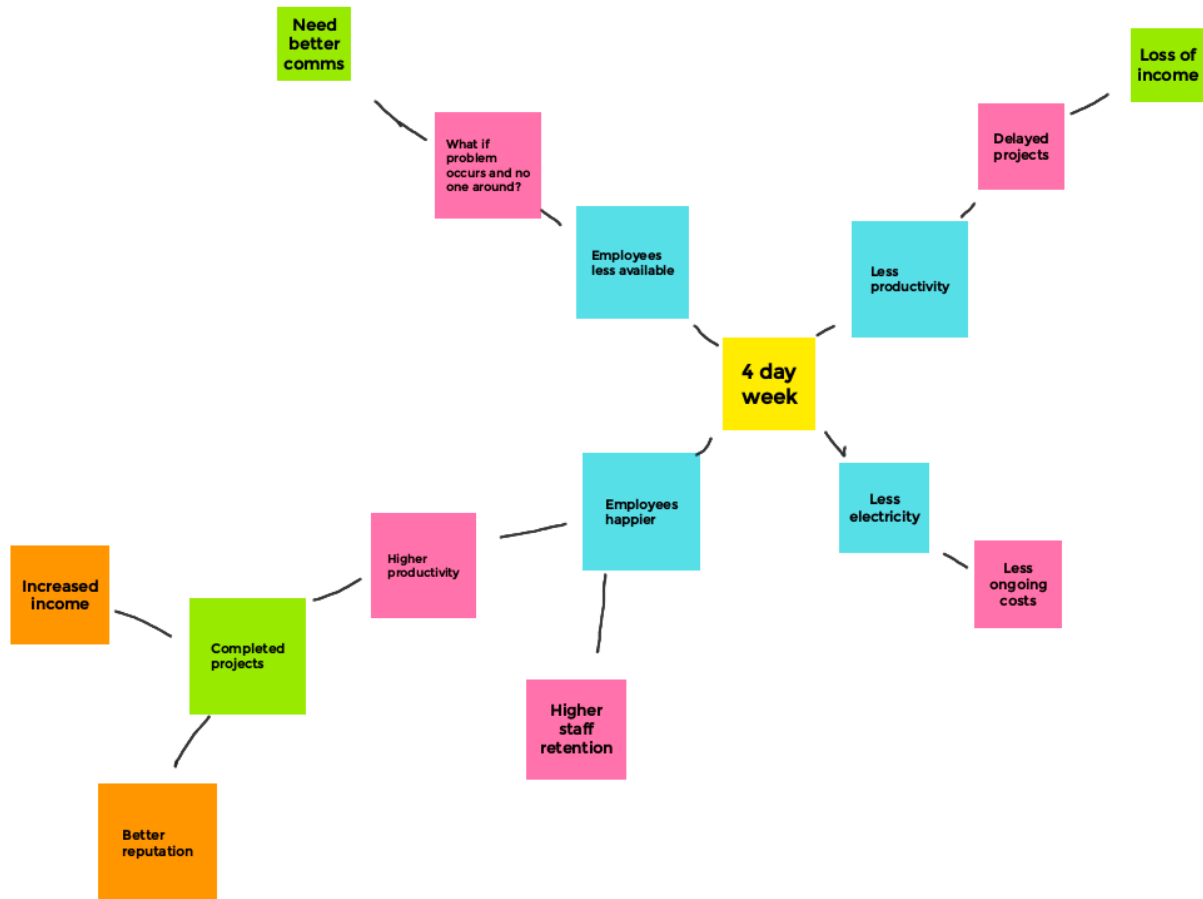 Need
better
comms
Loss of
income
What if
problem
occurs and no
one around?
Delayed
projects
Employees
less available
Less
productivity
4 day
week
Employees
happier
Less
electricity
Higher
productivity
Less
ongoing
costs
Increased
income
Completed
projects
Higher
staff
retention
Better
reputation